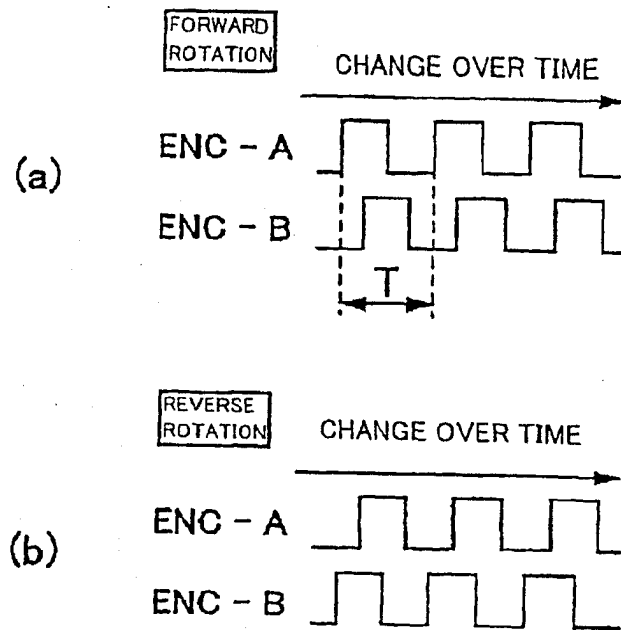 FORWARD
ROTATION
CHANGE OVER TIME
(a)
ENC - A
ENC - B
T
REVERSE
ROTATION
CHANGE OVER TIME
(b)
ENC - A
ENC - B